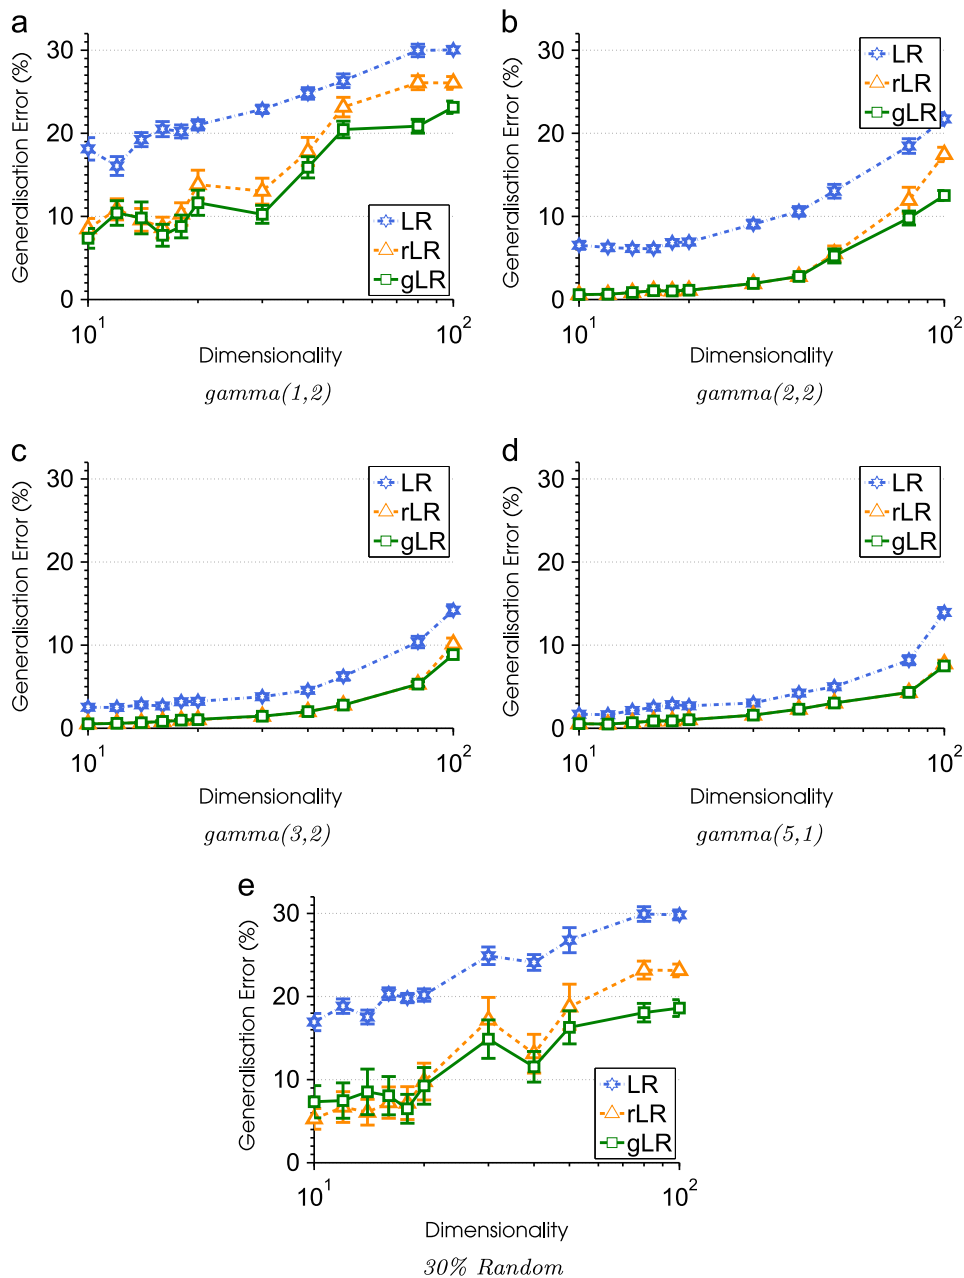 a
Generalisation Error (%)
30
20
10
0
LR
rLR
gLR
10^1
10^2
Dimensionality
gamma(1,2)
b
Generalisation Error (%)
30
20
10
0
LR
rLR
gLR
10^1
10^2
Dimensionality
gamma(2,2)
c
Generalisation Error (%)
30
20
10
0
LR
rLR
gLR
10^1
10^2
Dimensionality
gamma(3,2)
d
Generalisation Error (%)
30
20
10
0
LR
rLR
gLR
10^1
10^2
Dimensionality
gamma(5,1)
e
Generalisation Error (%)
30
20
10
0
LR
rLR
gLR
10^1
10^2
Dimensionality
30% Random